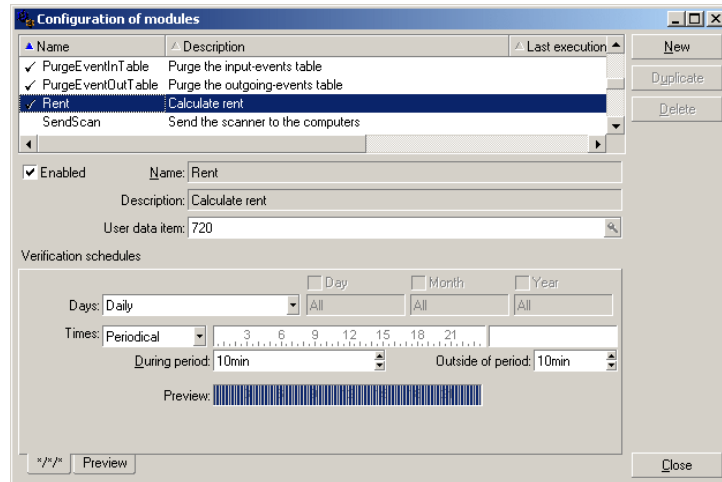 Configuration of modules
Name Description Last execution
PurgeEventInTable Purge the input-events table
PurgeEventOutTable Purge the outgoing-events table
Rent Calculate rent
SendScan Send the scanner to the computers
New
Duplicate
Delete
Enabled Name: Rent
Description: Calculate rent
User data item: 720
Verification schedules
Day Month Year
Days: Daily All All All
Times: Periodical 3 6 9 12 15 18 21
During period: 10min Outside of period: 10min
Preview:
*/*/* Preview
Close